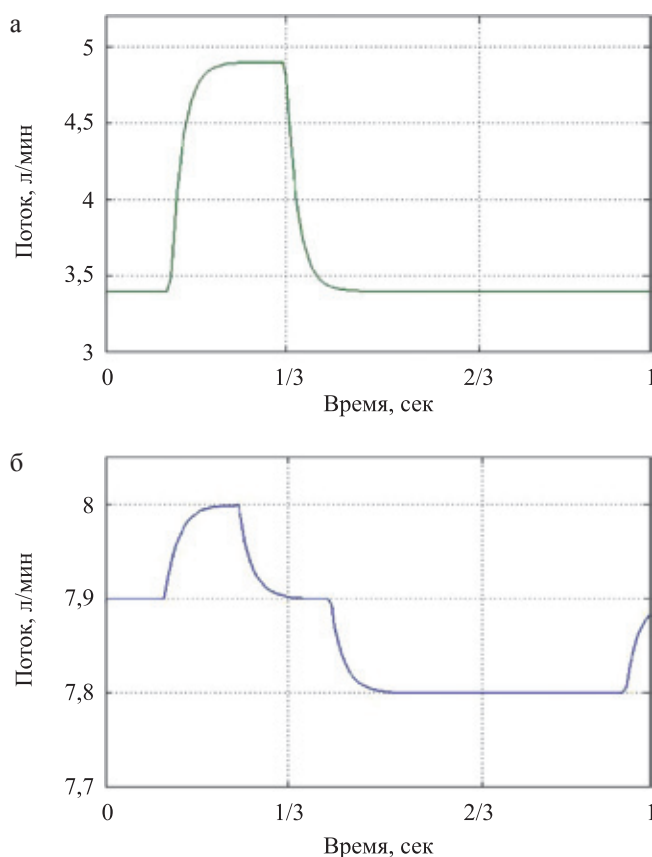 а
Поток, л/мин
5
4,5
4
3,5
3
0 1/3 2/3 1
Время, сек
б
Поток, л/мин
8
7,9
7,8
7,7
0 1/3 2/3 1
Время, сек